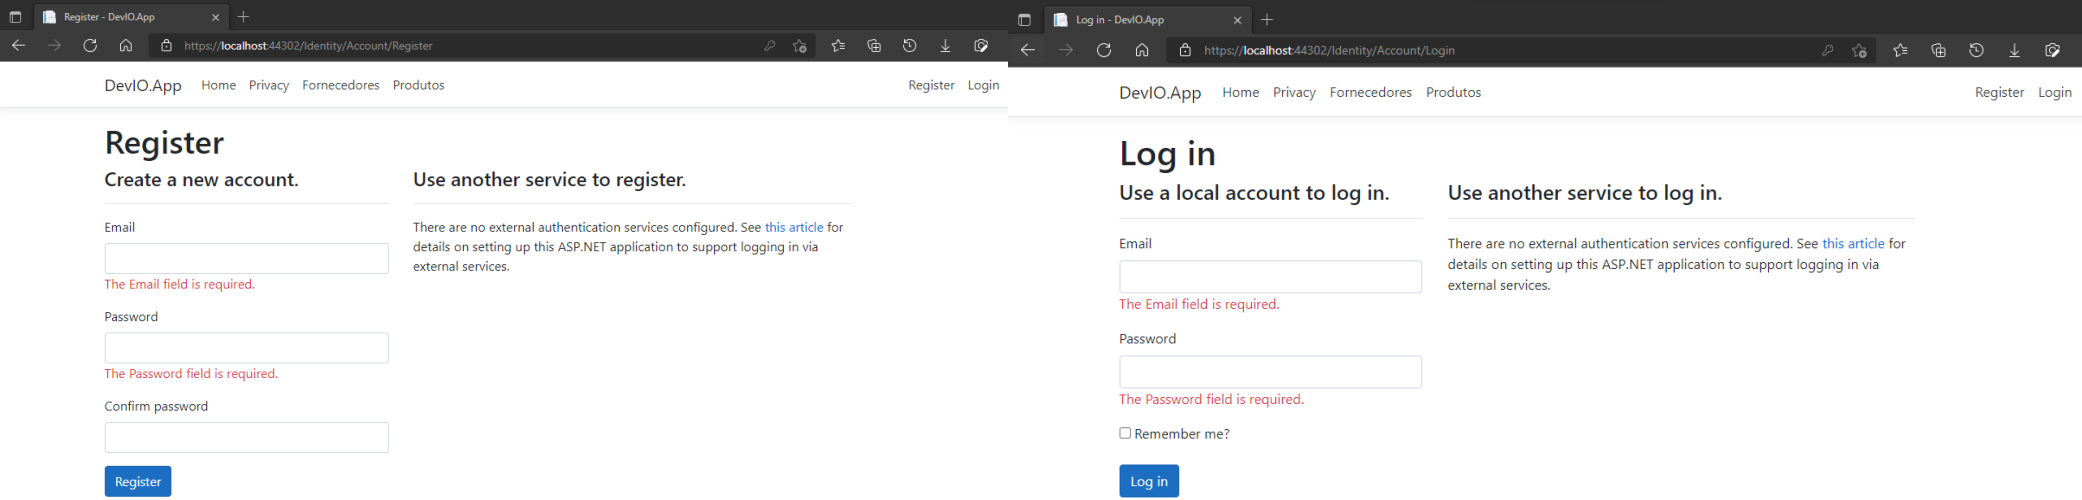 Register - DevIO.App
https://localhost:44302/Identity/Account/Register
DevIO.App Home Privacy Fornecedores Produtos Register Login
Register
Create a new account.
Email
The Email field is required.
Password
The Password field is required.
Confirm password
Register
Use another service to register.
There are no external authentication services configured. See this article for
details on setting up this ASP.NET application to support logging in via
external services.
Log in - DevIO.App
https://localhost:44302/Identity/Account/Login
DevIO.App Home Privacy Fornecedores Produtos Register Login
Log in
Use a local account to log in.
Email
The Email field is required.
Password
The Password field is required.
Remember me?
Log in
Use another service to log in.
There are no external authentication services configured. See this article for
details on setting up this ASP.NET application to support logging in via
external services.